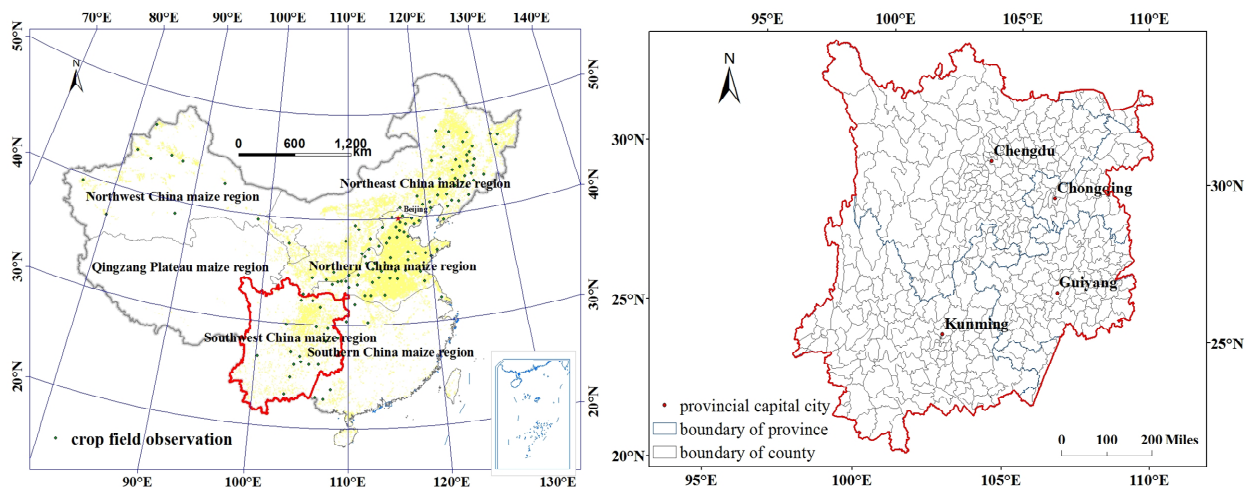 80°E 90°E 100°E 110°E 120°E 130°E 140°E
50°N
40°N
30°N
20°N
50°N
40°N
30°N
20°N
N
0 600 1,200
km
Northeast China maize region
Northwest China maize region
Beijing
Qingzang Plateau maize region
Northern China maize region
Southwest China maize region
Southern China maize region
crop field observation
90°E 100°E 110°E 120°E 130°E
95°E 100°E 105°E 110°E
N
30°N
25°N
20°N
30°N
25°N
Chengdu
Chongqing
Guiyang
Kunming
provincial capital city
boundary of province
boundary of county
0 100 200 Miles
95°E 100°E 105°E 110°E